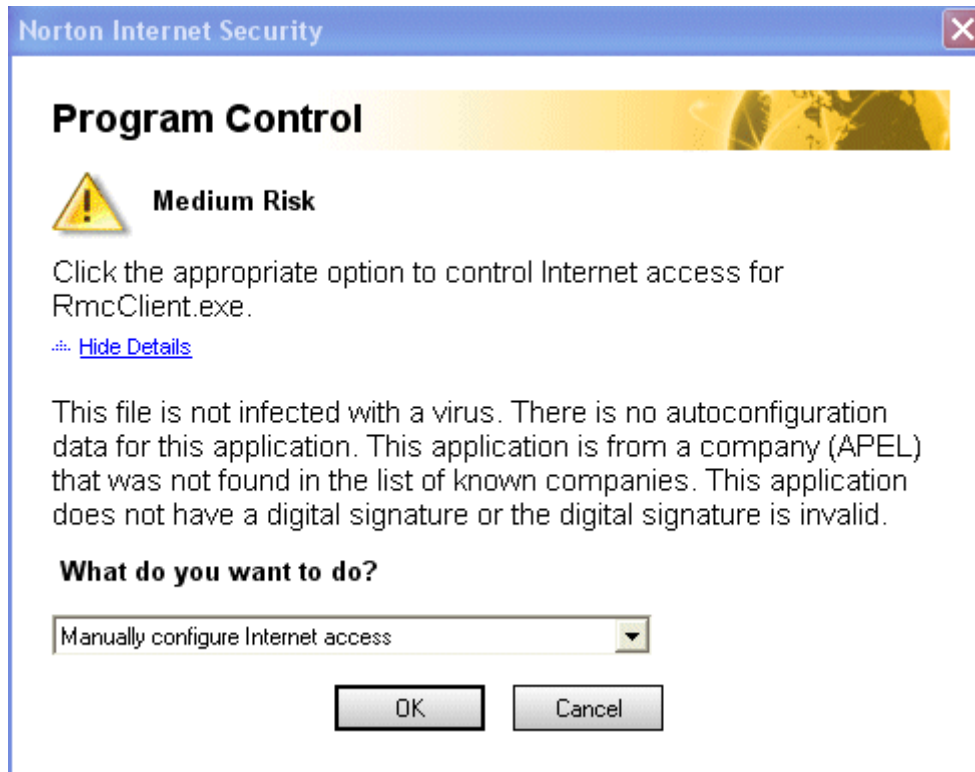 Norton Internet Security
Program Control
Medium Risk
Click the appropriate option to control Internet access for
RmcClient.exe.
Hide Details
This file is not infected with a virus. There is no autoconfiguration
data for this application. This application is from a company (APEL)
that was not found in the list of known companies. This application
does not have a digital signature or the digital signature is invalid.
What do you want to do?
Manually configure Internet access
OK
Cancel